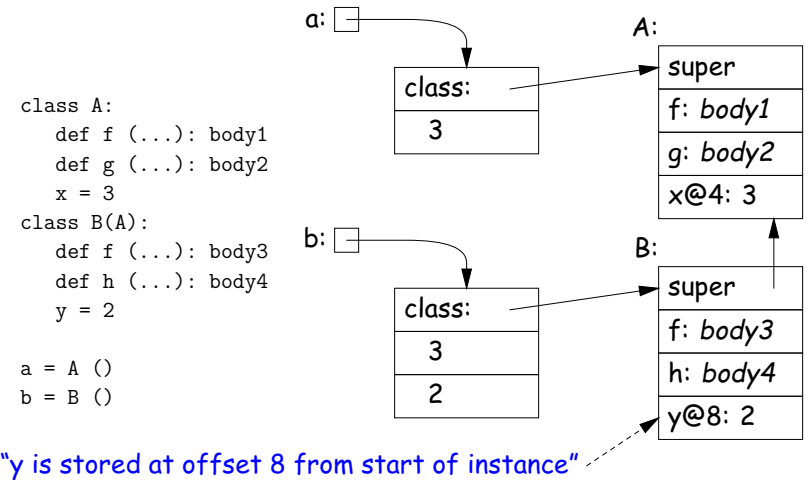 class A:
def f (...): body1
def g (...): body2
x = 3
class B(A):
def f (...): body3
def h (...): body4
y = 2
a = A ()
b = B ()
a:
class:
3
A:
super
f: body1
g: body2
x@4: 3
b:
class:
3
2
B:
super
f: body3
h: body4
y@8: 2
“y is stored at offset 8 from start of instance”